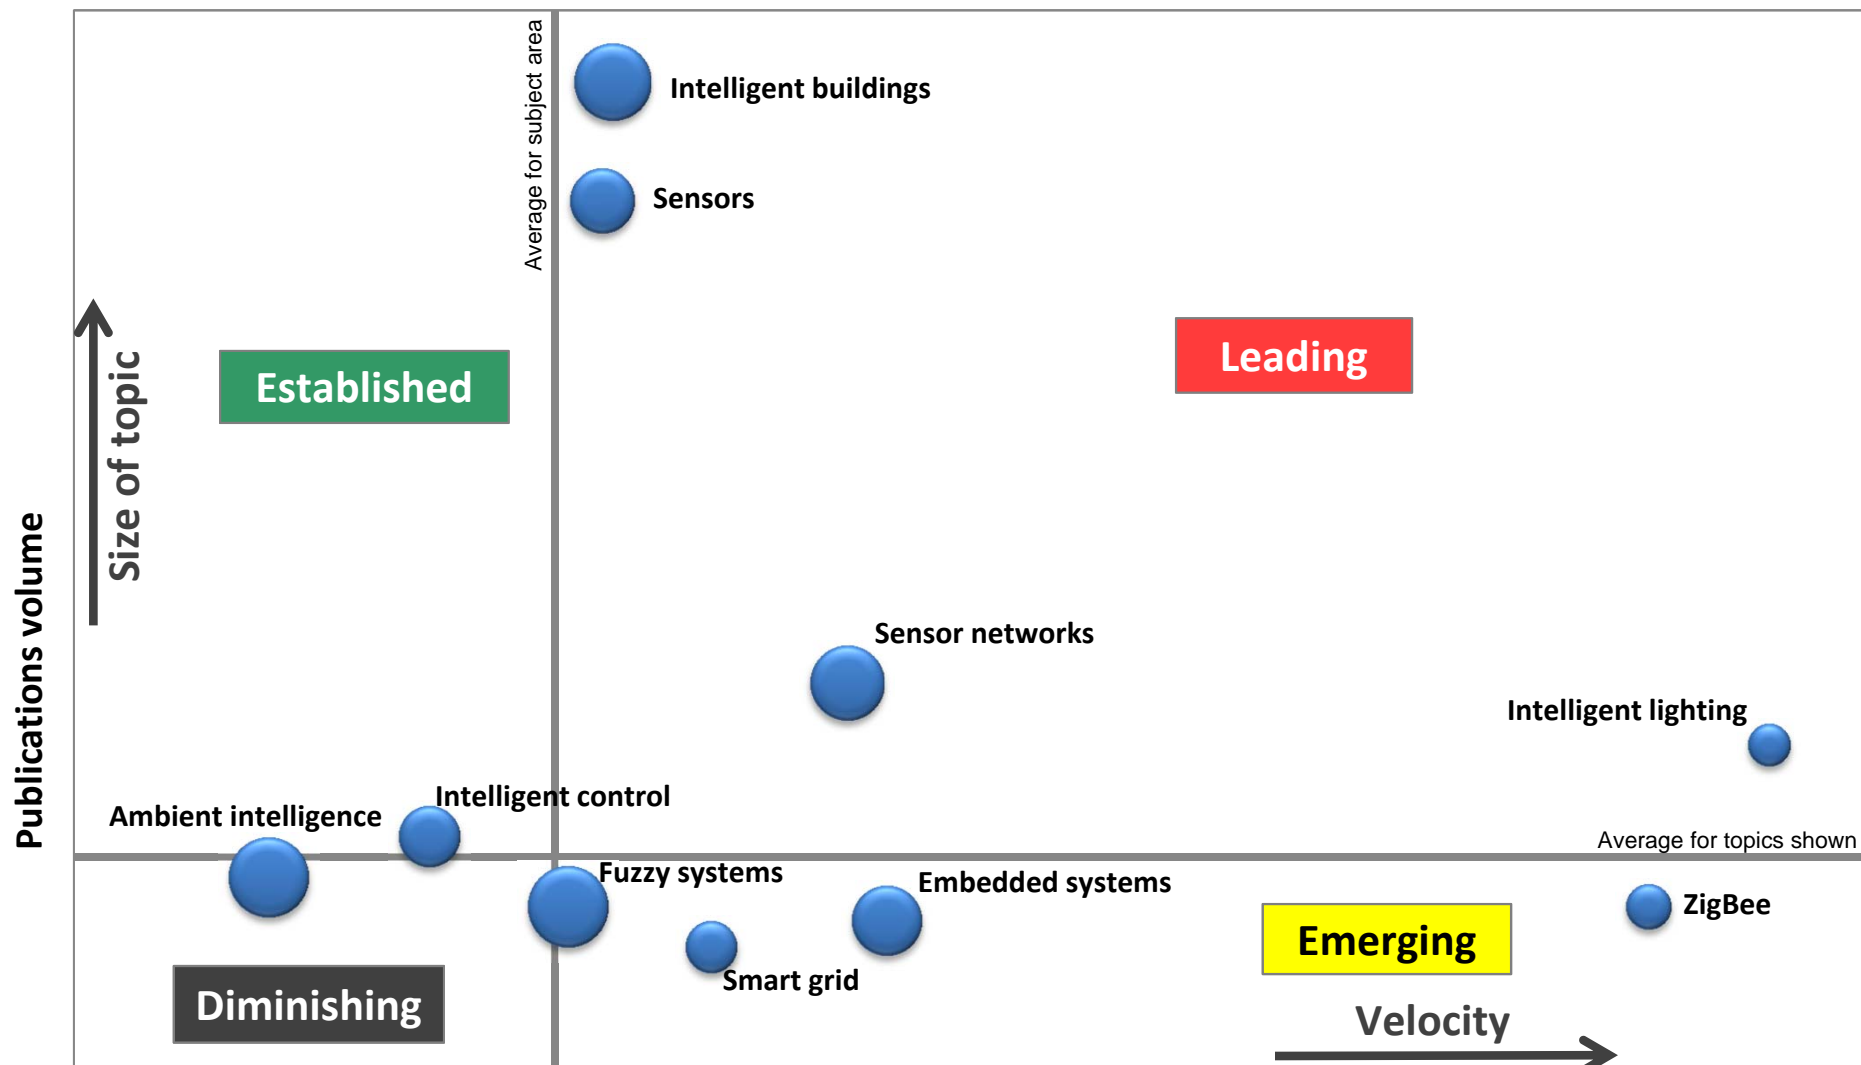 Average for subject area
Intelligent buildings
Sensors
Leading
Established
Size of topic
Publications volume
Sensor networks
Intelligent lighting
Intelligent control
Ambient intelligence
Average for topics shown
Fuzzy systems
Embedded systems
ZigBee
Emerging
Smart grid
Diminishing
Velocity